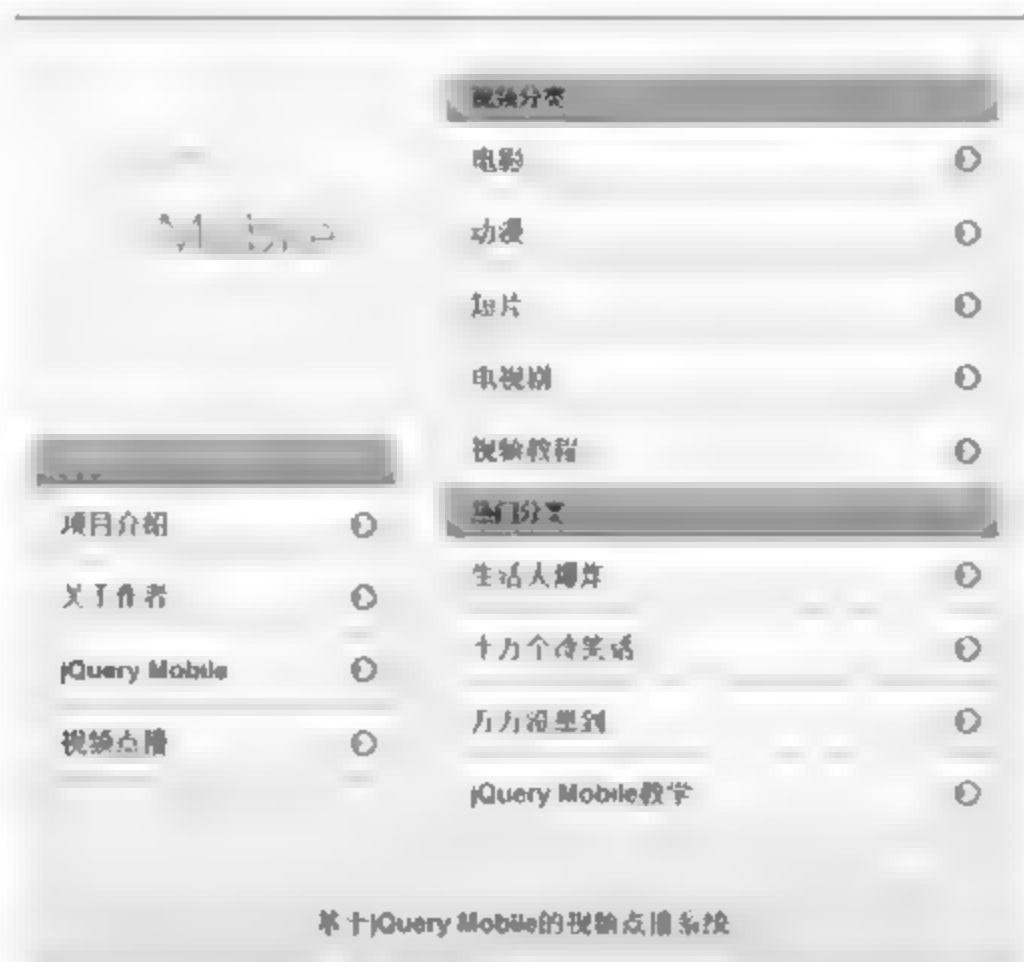 项目介绍
关于作者
jQuery Mobile
视频点播
视频分类
电影
动漫
短片
电视剧
视频教程
热门分类
生活大爆炸
十万个冷笑话
万万没想到
jQuery Mobile教学
基于jQuery Mobile的视频点播系统